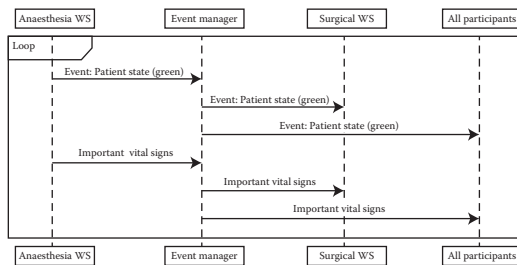 Anaesthesia WS Event manager Surgical WS All participants
Loop
Event: Patient state (green)
Event: Patient state (green)
Event: Patient state (green)
Important vital signs
Important vital signs
Important vital signs
Anaesthesia WS Event manager Surgical WS All participants